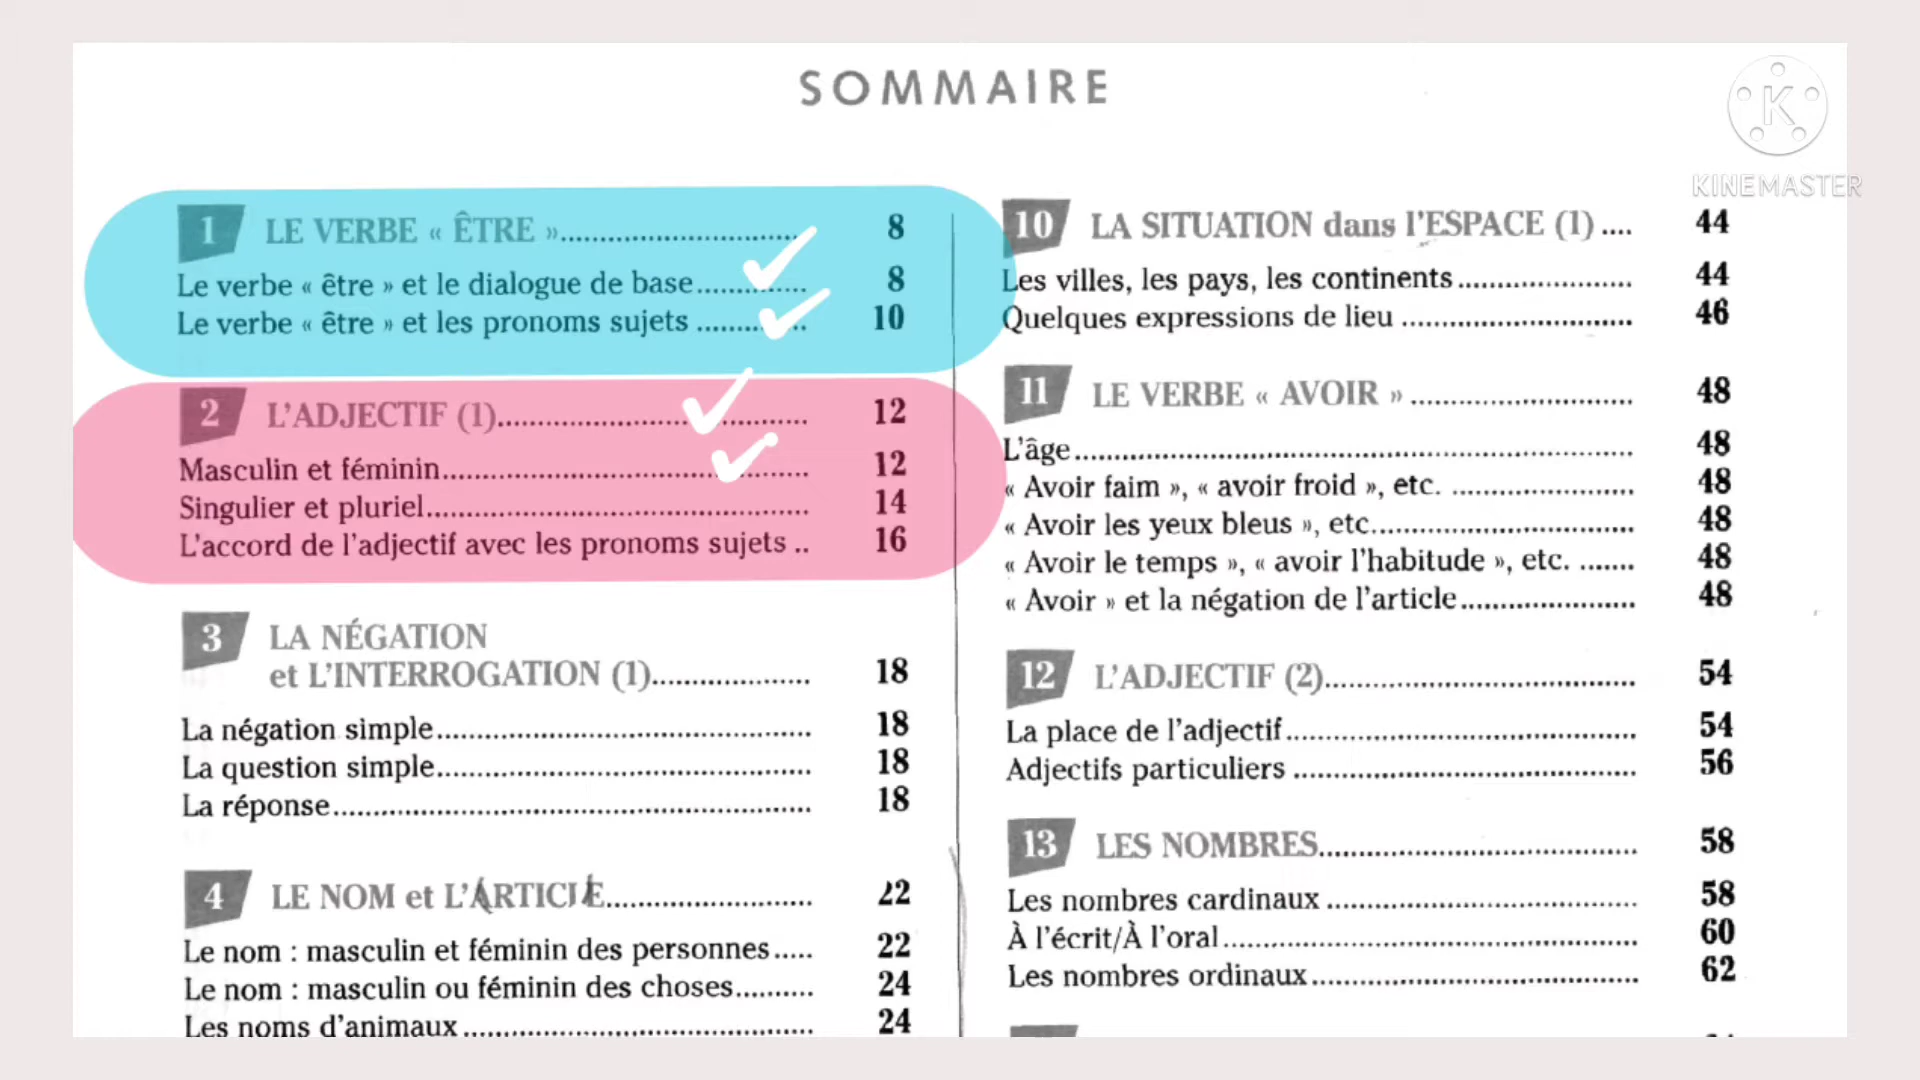 SOMMAIRE
KINEMASTER
1 LE VERBE « ÊTRE »............................ 8
Le verbe « être » et le dialogue de base.............. 8
Le verbe « être » et les pronoms sujets .............. 10
2 L'ADJECTIF (1).................................... 12
Masculin et féminin.......................................... 12
Singulier et pluriel............................................ 14
L'accord de l'adjectif avec les pronoms sujets .. 16
3 LA NÉGATION
et L'INTERROGATION (1)................... 18
La négation simple........................................... 18
La question simple........................................... 18
La réponse....................................................... 18
4 LE NOM et L'ARTICLE........................ 22
Le nom : masculin et féminin des personnes..... 22
Le nom : masculin ou féminin des choses.......... 24
Les noms d'animaux ........................................ 24
10 LA SITUATION dans l'ESPACE (1) .... 44
Les villes, les pays, les continents ..................... 44
Quelques expressions de lieu ............................ 46
11 LE VERBE « AVOIR » .......................... 48
L'âge................................................................. 48
« Avoir faim », « avoir froid », etc. ..................... 48
« Avoir les yeux bleus », etc............................... 48
« Avoir le temps », « avoir l'habitude », etc. ....... 48
« Avoir » et la négation de l'article..................... 48
12 L'ADJECTIF (2).................................... 54
La place de l'adjectif.......................................... 54
Adjectifs particuliers ......................................... 56
13 LES NOMBRES..................................... 58
Les nombres cardinaux ..................................... 58
À l'écrit/À l'oral ................................................. 60
Les nombres ordinaux....................................... 62